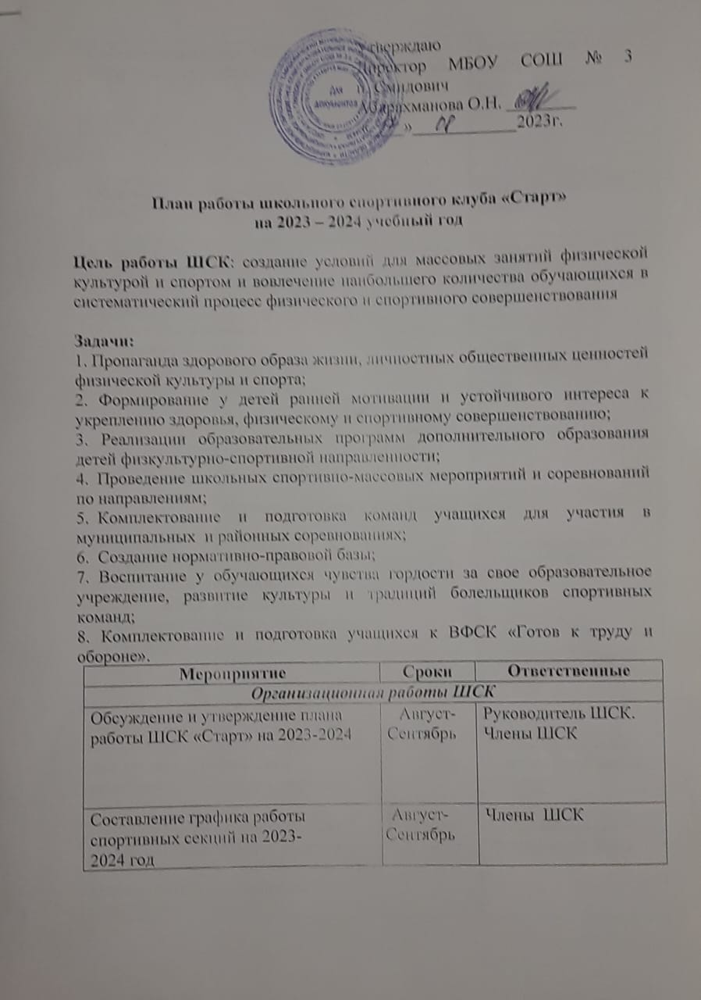 Утверждаю
Директор МБОУ СОШ № 3
п. Смидович
Абдрахманова О.Н.
» 08 2023г.
Для
документов
План работы школьного спортивного клуба «Старт»
на 2023 – 2024 учебный год
Цель работы ШСК: создание условий для массовых занятий физической
культурой и спортом и вовлечение наибольшего количества обучающихся в
систематический процесс физического и спортивного совершенствования
Задачи:
1. Пропаганда здорового образа жизни, личностных общественных ценностей
физической культуры и спорта;
2. Формирование у детей ранней мотивации и устойчивого интереса к
укреплению здоровья, физическому и спортивному совершенствованию;
3. Реализации образовательных программ дополнительного образования
детей физкультурно-спортивной направленности;
4. Проведение школьных спортивно-массовых мероприятий и соревнований
по направлениям;
5. Комплектование и подготовка команд учащихся для участия в
муниципальных и районных соревнованиях;
6. Создание нормативно-правовой базы;
7. Воспитание у обучающихся чувства гордости за свое образовательное
учреждение, развитие культуры и традиций болельщиков спортивных
команд;
8. Комплектование и подготовка учащихся к ВФСК «Готов к труду и
обороне».
Мероприятие Сроки Ответственные
Организационная работы ШСК
Обсуждение и утверждение плана
работы ШСК «Старт» на 2023-2024
Август-
Сентябрь
Руководитель ШСК.
Члены ШСК
Составление графика работы
спортивных секций на 2023-
2024 год
Август-
Сентябрь
Члены ШСК